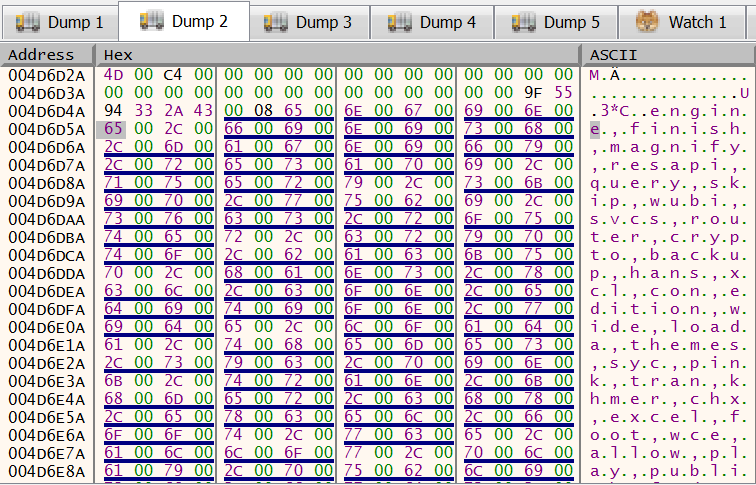 Dump 1 Dump 2 Dump 3 Dump 4 Dump 5 Watch 1
Address Hex ASCII
004D6D2A 4D 00 C4 00 00 00 00 00 00 00 00 00 00 00 00 00 M.Ä.............
004D6D3A 00 00 00 00 00 00 00 00 00 00 00 00 00 00 9F 55 ...............U
004D6D4A 94 33 2A 43 00 08 65 00 6E 00 67 00 69 00 6E 00 .3*C..e.n.g.i.n.
004D6D5A 65 00 2C 00 66 00 69 00 6E 00 69 00 73 00 68 00 e.,.f.i.n.i.s.h.
004D6D6A 2C 00 6D 00 61 00 67 00 6E 00 69 00 66 00 79 00 ,.m.a.g.n.i.f.y.
004D6D7A 2C 00 72 00 65 00 73 00 61 00 70 00 69 00 2C 00 ,.r.e.s.a.p.i.,.
004D6D8A 71 00 75 00 65 00 72 00 79 00 2C 00 73 00 6B 00 q.u.e.r.y.,.s.k.
004D6D9A 69 00 70 00 2C 00 77 00 75 00 62 00 69 00 2C 00 i.p.,.w.u.b.i.,.
004D6DAA 73 00 76 00 63 00 73 00 2C 00 72 00 6F 00 75 00 s.v.c.s.,.r.o.u.
004D6DBA 74 00 65 00 72 00 2C 00 63 00 72 00 79 00 70 00 t.e.r.,.c.r.y.p.
004D6DCA 74 00 6F 00 2C 00 62 00 61 00 63 00 6B 00 75 00 t.o.,.b.a.c.k.u.
004D6DDA 70 00 2C 00 68 00 61 00 6E 00 73 00 2C 00 78 00 p.,.h.a.n.s.,.x.
004D6DEA 63 00 6C 00 2C 00 63 00 6F 00 6E 00 2C 00 65 00 c.l.,.c.o.n.,.e.
004D6DFA 64 00 69 00 74 00 69 00 6F 00 6E 00 2C 00 77 00 d.i.t.i.o.n.,.w.
004D6E0A 69 00 64 00 65 00 2C 00 6C 00 6F 00 61 00 64 00 i.d.e.,.l.o.a.d.
004D6E1A 61 00 2C 00 74 00 68 00 65 00 6D 00 65 00 73 00 a.,.t.h.e.m.e.s.
004D6E2A 2C 00 73 00 79 00 63 00 2C 00 70 00 69 00 6E 00 ,.s.y.c.,.p.i.n.
004D6E3A 6B 00 2C 00 74 00 72 00 61 00 6E 00 2C 00 6B 00 k.,.t.r.a.n.,.k.
004D6E4A 68 00 6D 00 65 00 72 00 2C 00 63 00 68 00 78 00 h.m.e.r.,.c.h.x.
004D6E5A 2C 00 65 00 78 00 63 00 65 00 6C 00 2C 00 66 00 ,.e.x.c.e.l.,.f.
004D6E6A 6F 00 6F 00 74 00 2C 00 77 00 63 00 65 00 2C 00 o.o.t.,.w.c.e.,.
004D6E7A 61 00 6C 00 6C 00 6F 00 77 00 2C 00 70 00 6C 00 a.l.l.o.w.,.p.l.
004D6E8A 61 00 79 00 2C 00 70 00 75 00 62 00 6C 00 69 00 a.y.,.p.u.b.l.i.